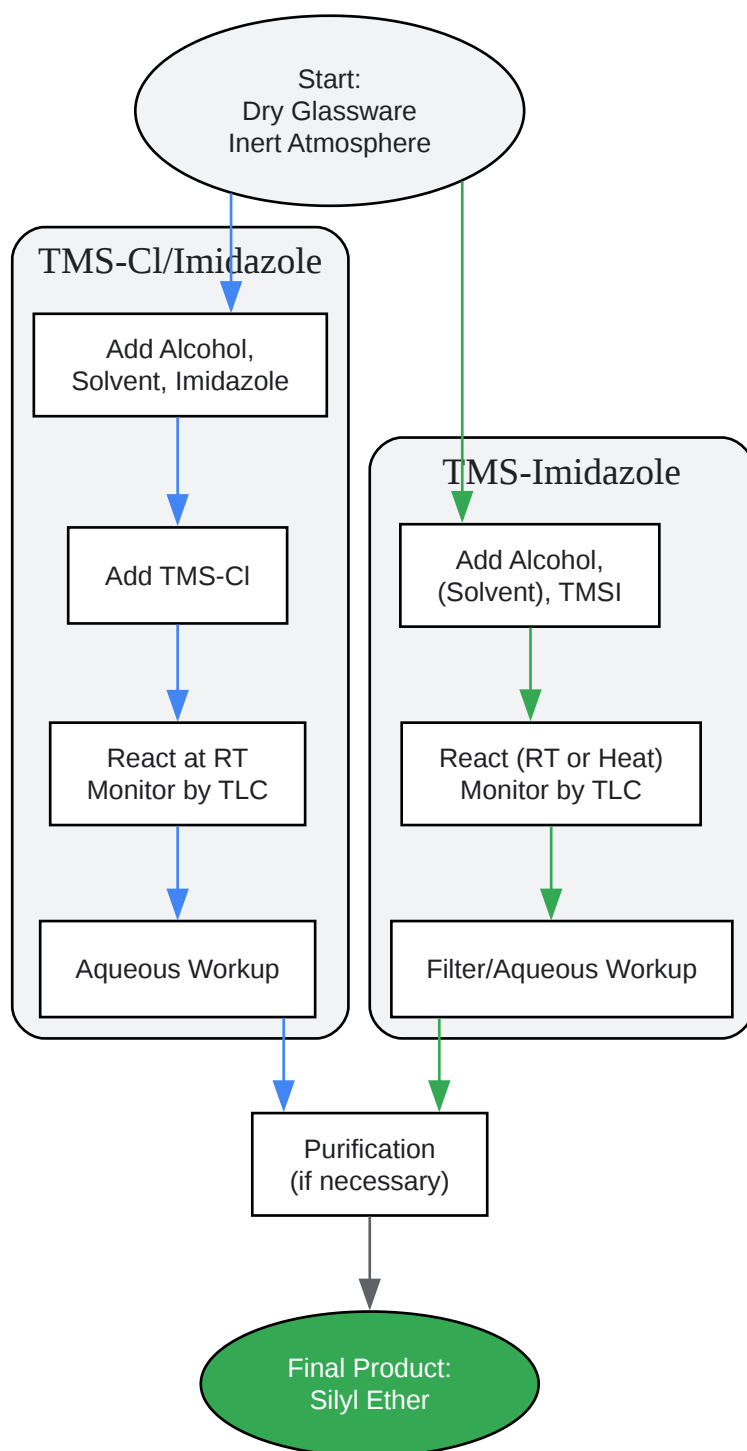 Start:
Dry Glassware
Inert Atmosphere
TMS-Cl/Imidazole
Add Alcohol,
Solvent, Imidazole
Add TMS-Cl
React at RT
Monitor by TLC
Aqueous Workup
TMS-Imidazole
Add Alcohol,
(Solvent), TMSI
React (RT or Heat)
Monitor by TLC
Filter/Aqueous Workup
Purification
(if necessary)
Final Product:
Silyl Ether